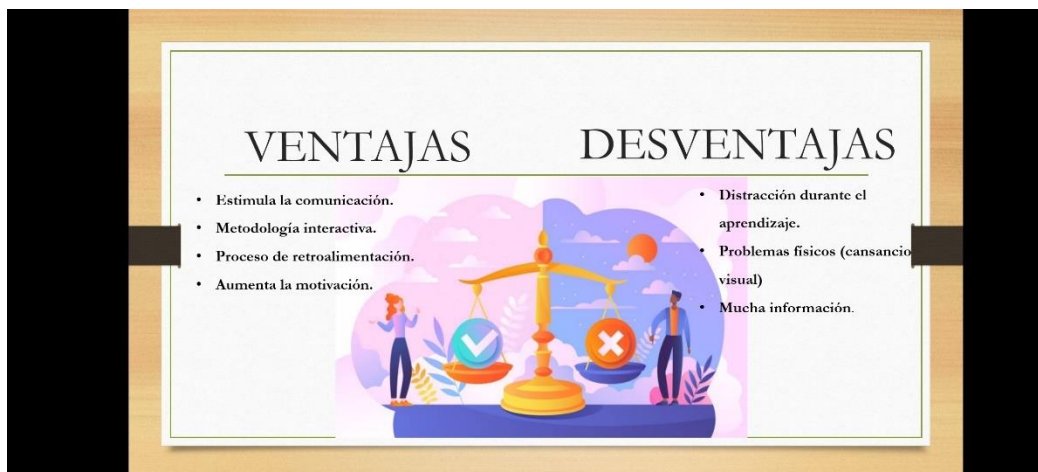 VENTAJAS
• Estimula la comunicación.
• Metodología interactiva.
• Proceso de retroalimentación.
• Aumenta la motivación.
DESVENTAJAS
• Distracción durante el
aprendizaje.
• Problemas físicos (cansancio
visual)
• Mucha información.